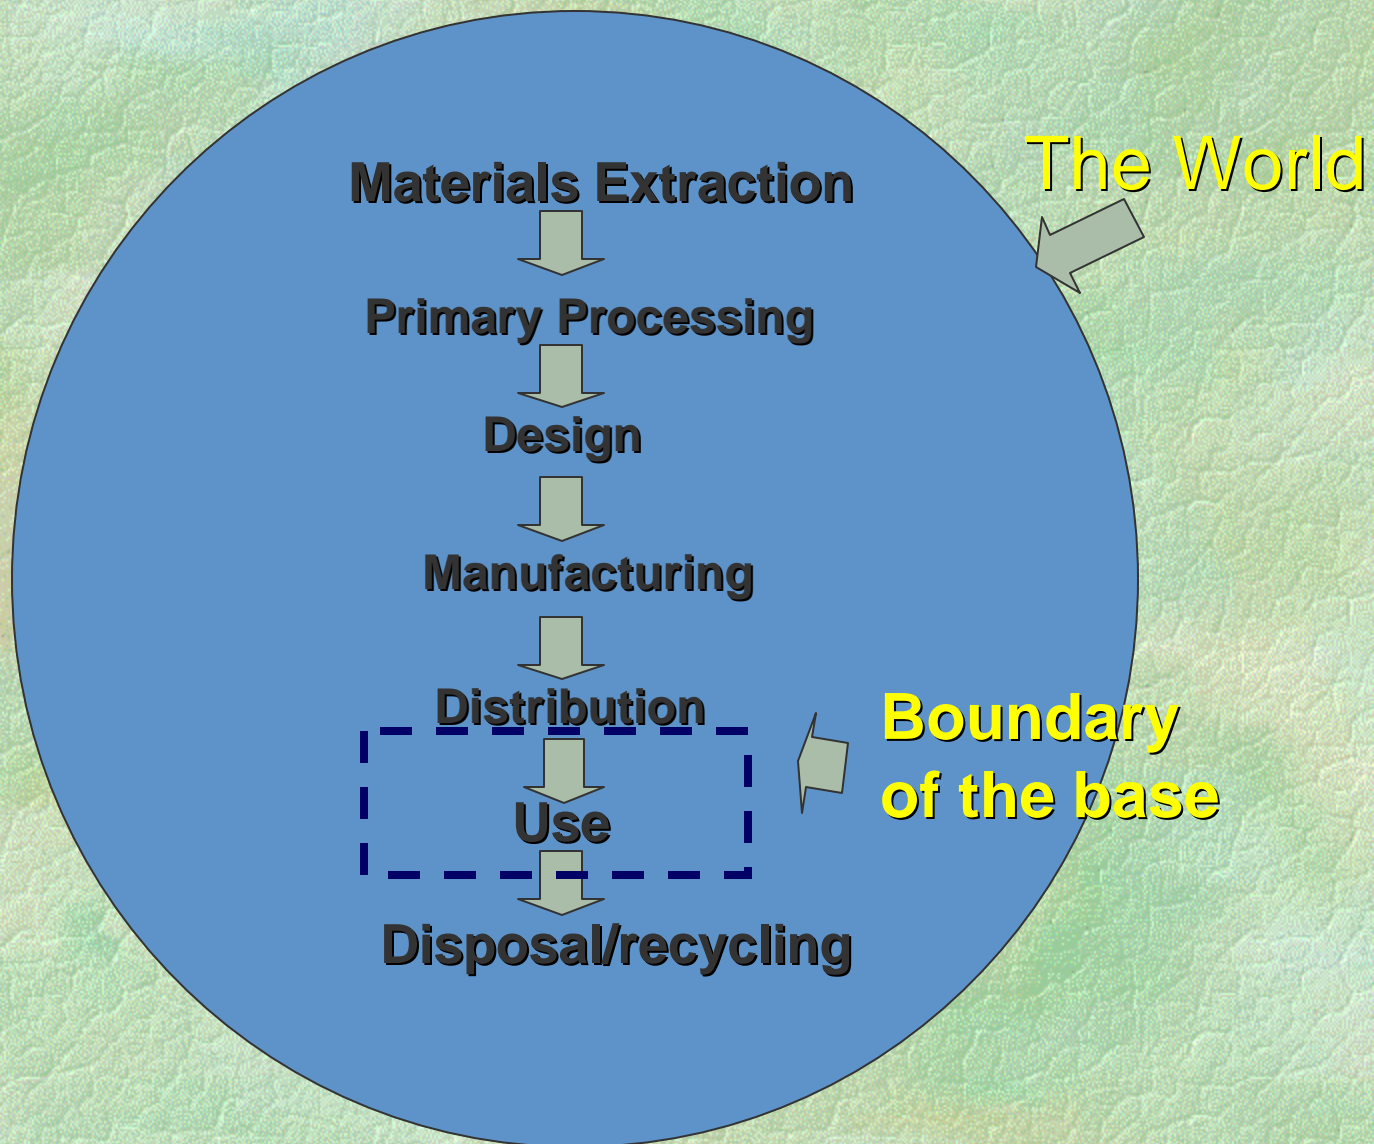 The World
Materials Extraction
Primary Processing
Design
Manufacturing
Distribution
Boundary
of the base
Use
Disposal/recycling